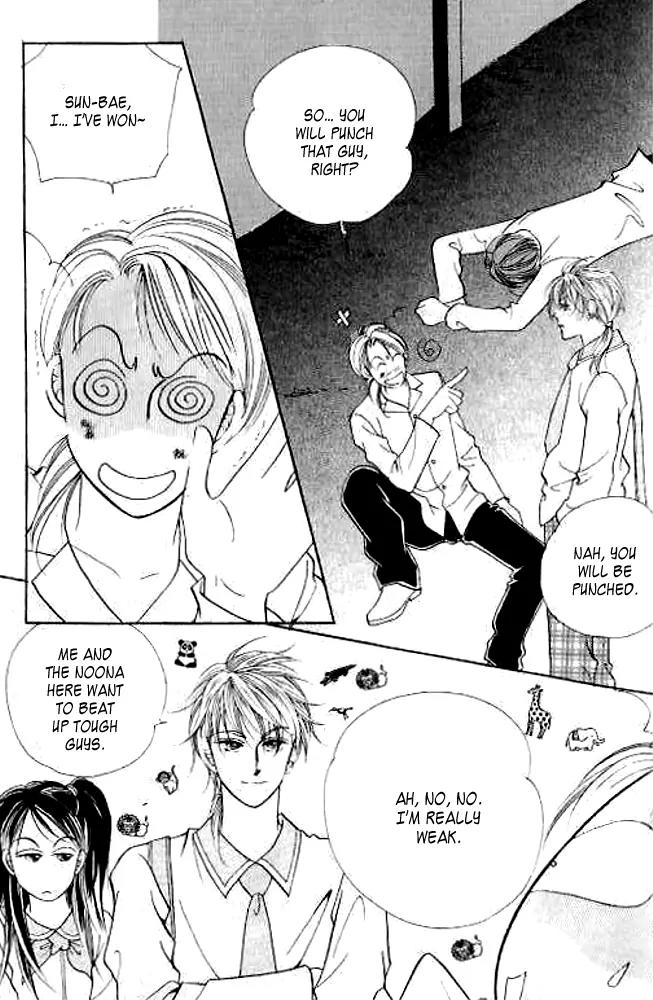 SUN-BAE,
I... I'VE WON~
SO... YOU
WILL PUNCH
THAT GUY,
RIGHT?
NAH, YOU
WILL BE
PUNCHED.
ME AND
THE NOONA
HERE WANT
TO BEAT
UP TOUGH
GUYS.
AH, NO, NO.
I'M REALLY
WEAK.